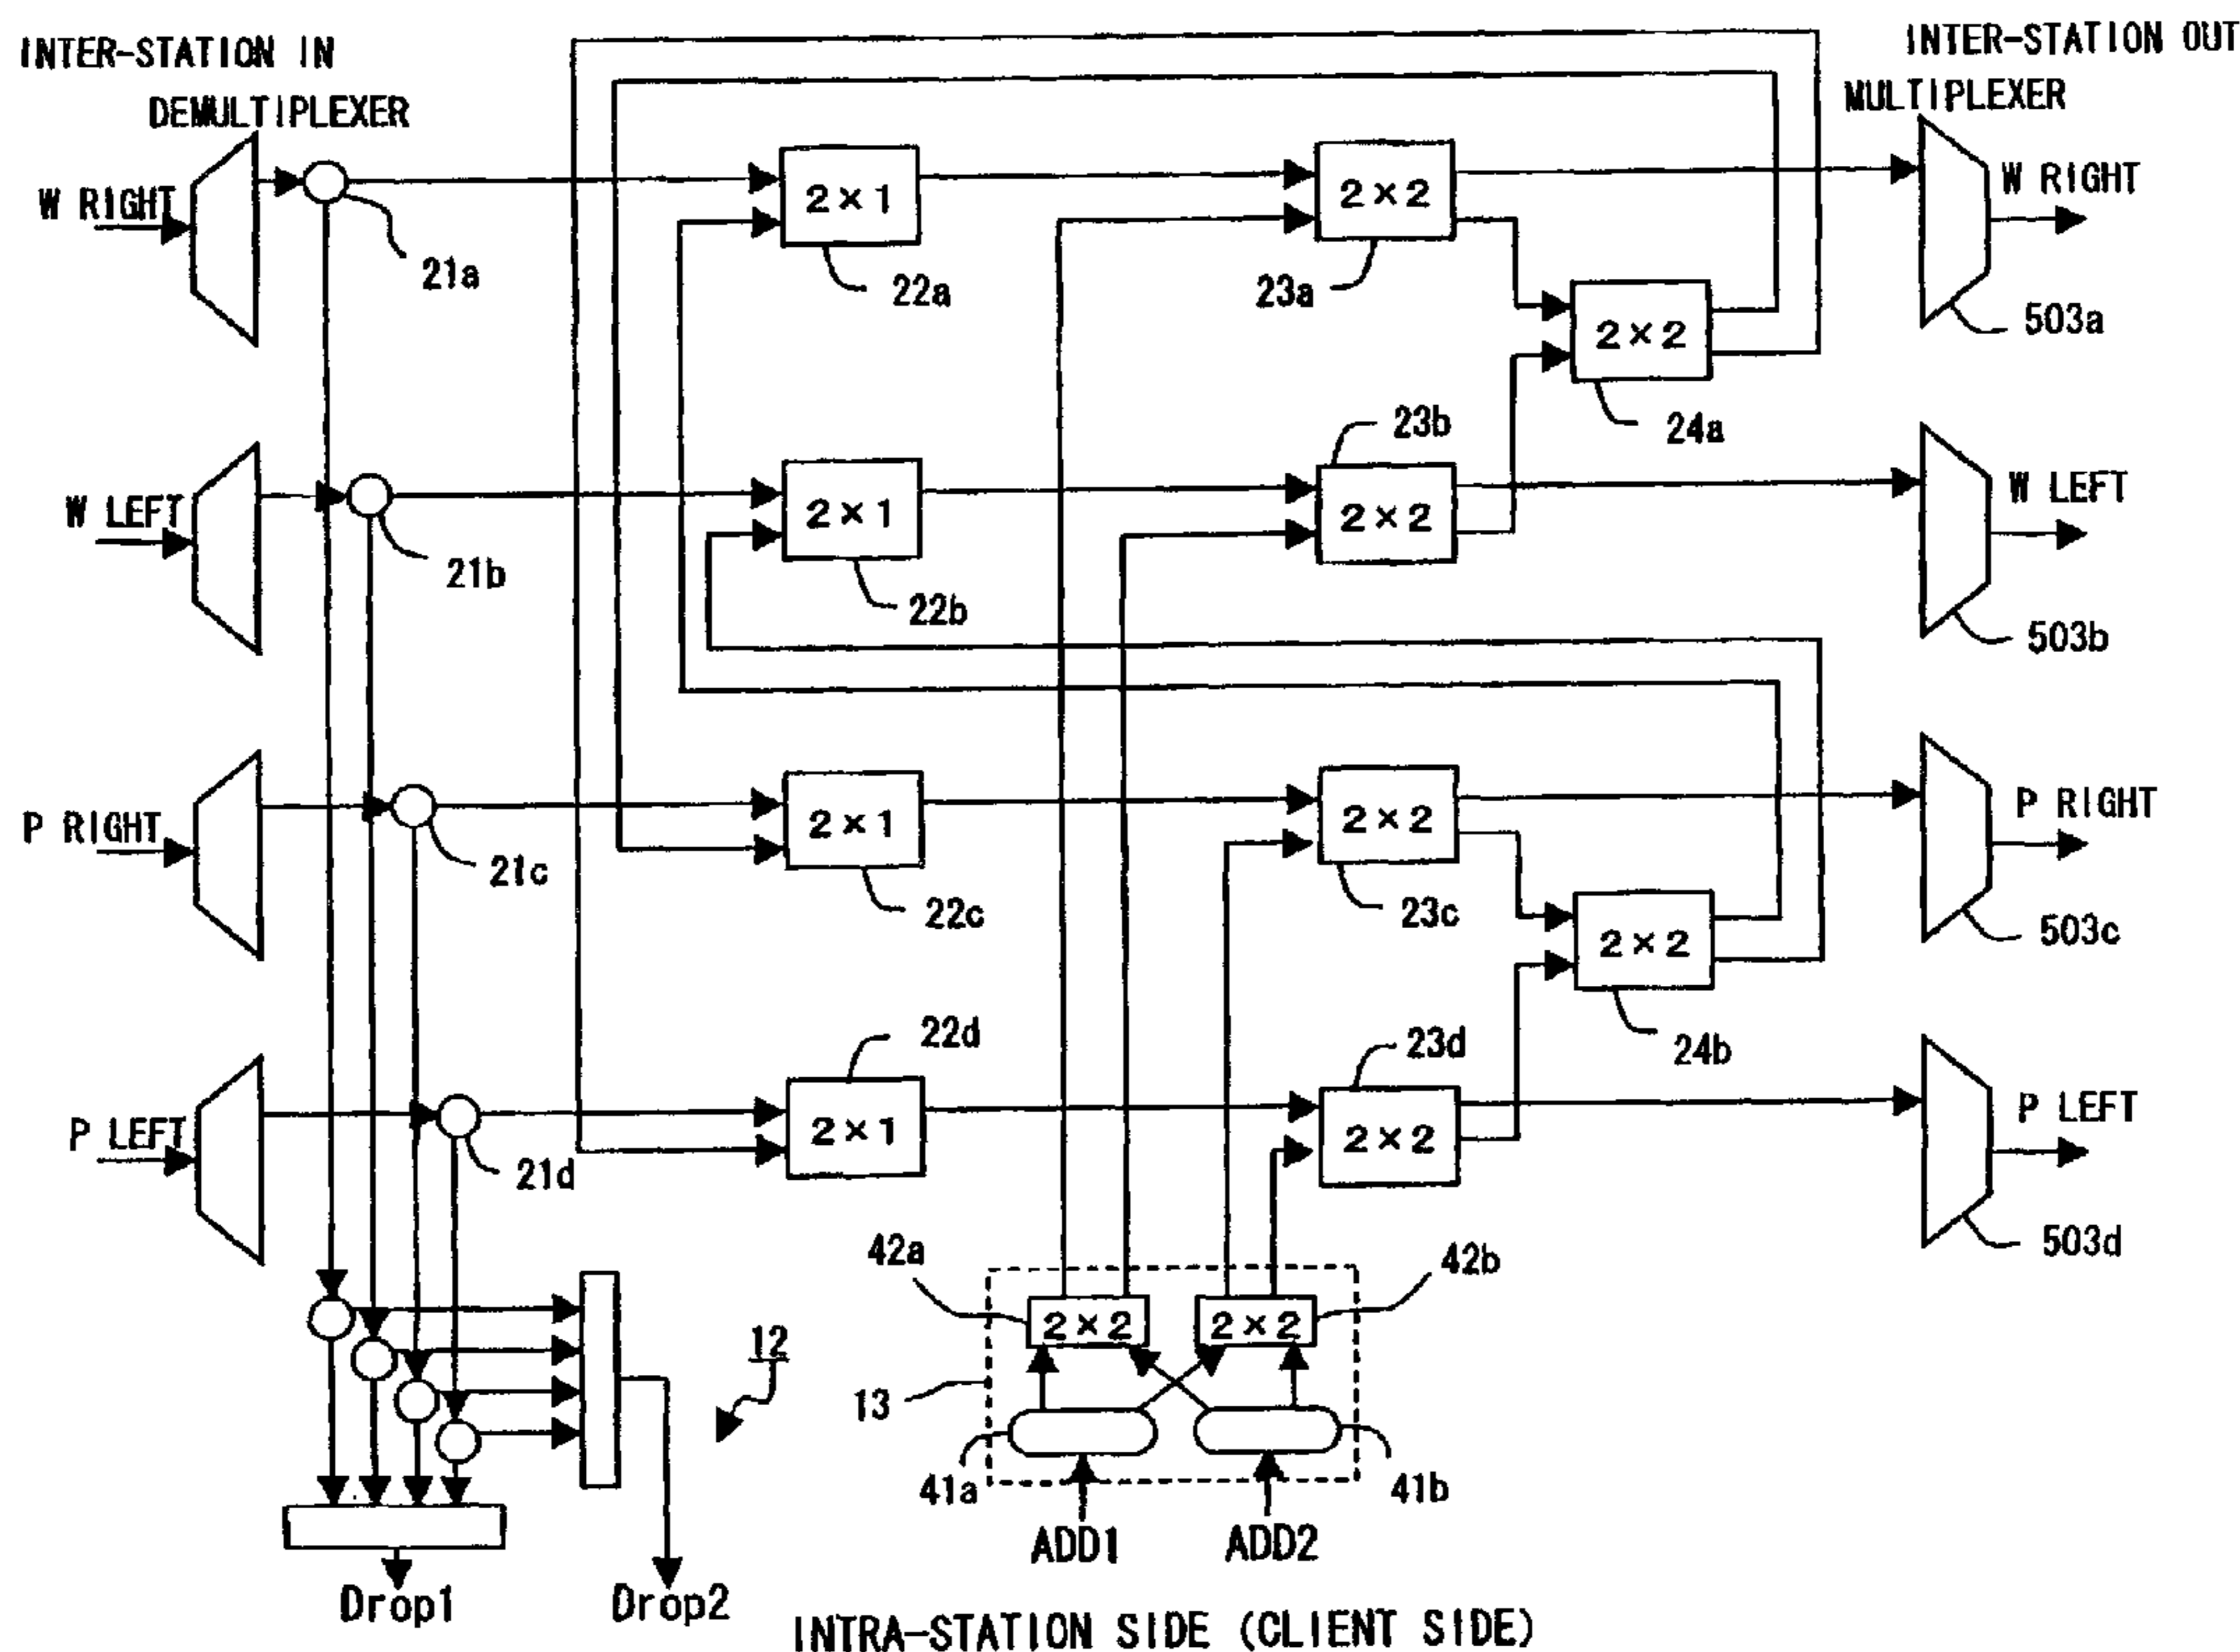 INTER-STATION IN
INTER-STATION OUT
DEMULTIPLEXER
MULTIPLEXER
W RIGHT
21a
2×1
22a
2×2
23a
W RIGHT
503a
2×2
24a
W LEFT
21b
2×1
22b
23b
2×2
W LEFT
503b
P RIGHT
21c
2×1
22c
2×2
23c
P RIGHT
503c
2×2
24b
P LEFT
21d
22d
2×1
23d
2×2
P LEFT
503d
42a
42b
2×2
2×2
12
13
41a
41b
ADD1
ADD2
Drop1
Drop2
INTRA-STATION SIDE (CLIENT SIDE)